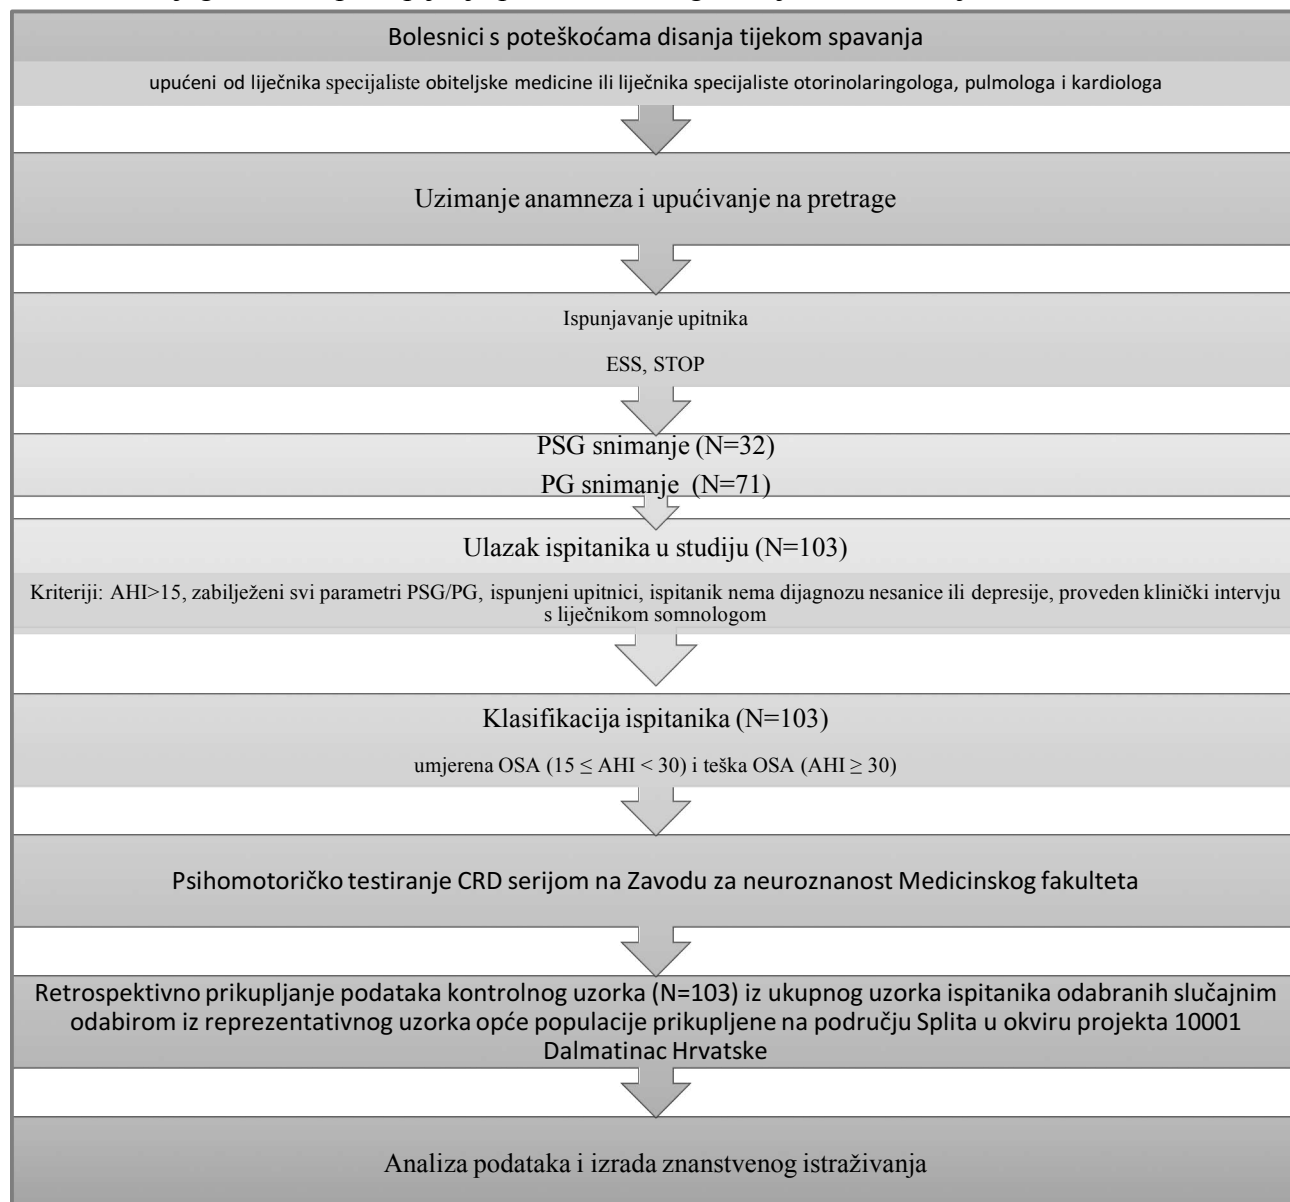 Bolesnici s poteškoćama disanja tijekom spavanja
upućeni od liječnika specijaliste obiteljske medicine ili liječnika specijaliste otorinolaringologa, pulmologa i kardiologa
Uzimanje anamneza i upućivanje na pretrage
Ispunjavanje upitnika
ESS, STOP
PSG snimanje (N=32)
PG snimanje (N=71)
Ulazak ispitanika u studiju (N=103)
Kriteriji: AHI>15, zabilježeni svi parametri PSG/PG, ispunjeni upitnici, ispitanik nema dijagnozu nesanice ili depresije, proveden klinički intervju
s liječnikom somnologom
Klasifikacija ispitanika (N=103)
umjerena OSA (15 ≤ AHI < 30) i teška OSA (AHI ≥ 30)
Psihomotoričko testiranje CRD serijom na Zavodu za neuroznanost Medicinskog fakulteta
Retrospektivno prikupljanje podataka kontrolnog uzorka (N=103) iz ukupnog uzorka ispitanika odabranih slučajnim
odabirom iz reprezentativnog uzorka opće populacije prikupljene na području Splita u okviru projekta 10001
Dalmatinac Hrvatske
Analiza podataka i izrada znanstvenog istraživanja